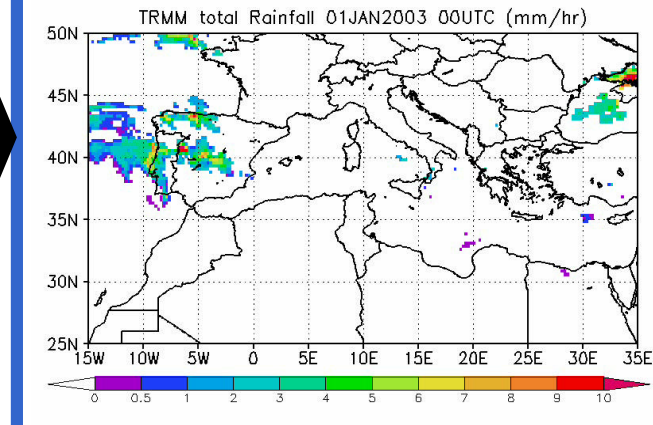 TRMM total Rainfall 01JAN2003 00UTC (mm/hr)
50N
45N
40N
35N
30N
25N
15W 10W 5W 0 5E 10E 15E 20E 25E 30E 35E
0 0.5 1 2 3 4 5 6 7 8 9 10